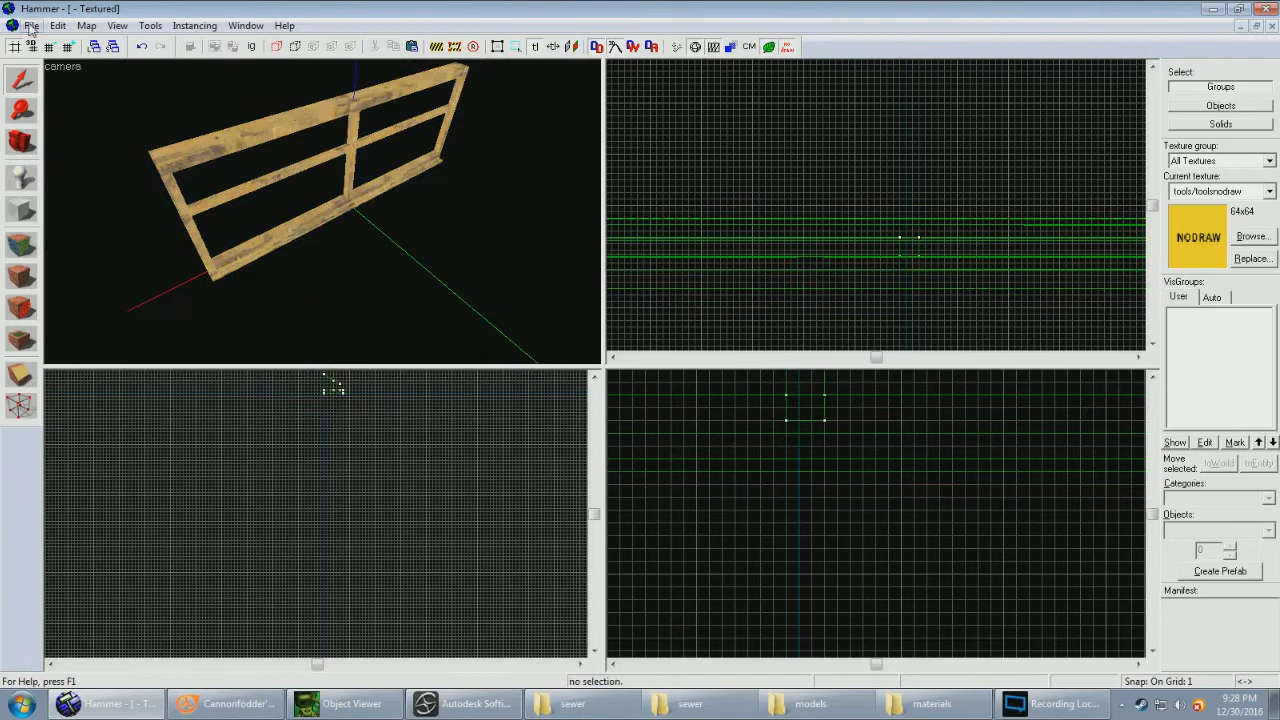 Hammer - [ - Textured]
File Edit Map View Tools Instancing Window Help
camera
Select:
Groups
Objects
Solids
Texture group:
All Textures
Current texture:
tools/toolsnodraw
NODRAW
64x64
Browse...
Replace...
VisGroups:
User Auto
Show Edit Mark
Move selected:
toWorld toEntity
Categories:
Objects:
0
Create Prefab
Manifest:
For Help, press F1 no selection. Snap: On Grid: 1 <->
Hammer - [ - T... Cannonfodder'... Object Viewer Autodesk Softi... sewer sewer models materials Recording Loc... 9:28 PM
12/30/2016